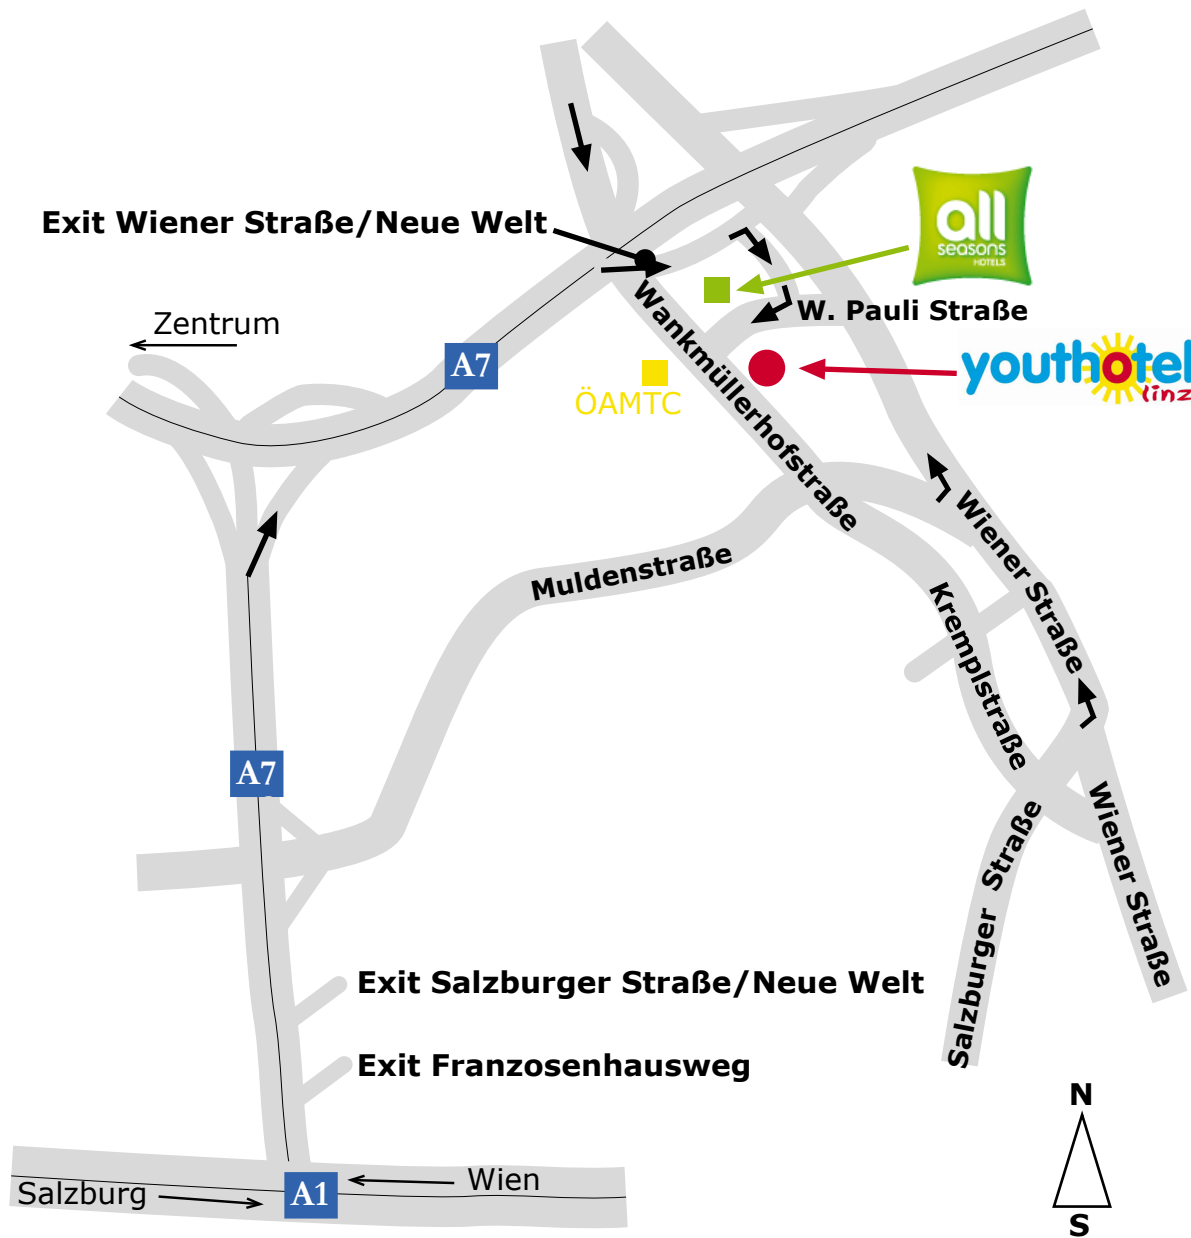 all
seasons
HOTELS
Exit Wiener Straße/Neue Welt
W. Pauli Straße
Zentrum
A7
youthotel
linz
ÖAMTC
Wankmüllerhofstraße
Wiener Straße
Muldenstraße
Kremplstraße
A7
Wiener Straße
Salzburger Straße
Exit Salzburger Straße/Neue Welt
Exit Franzosenhausweg
N
Wien
Salzburg
A1
S